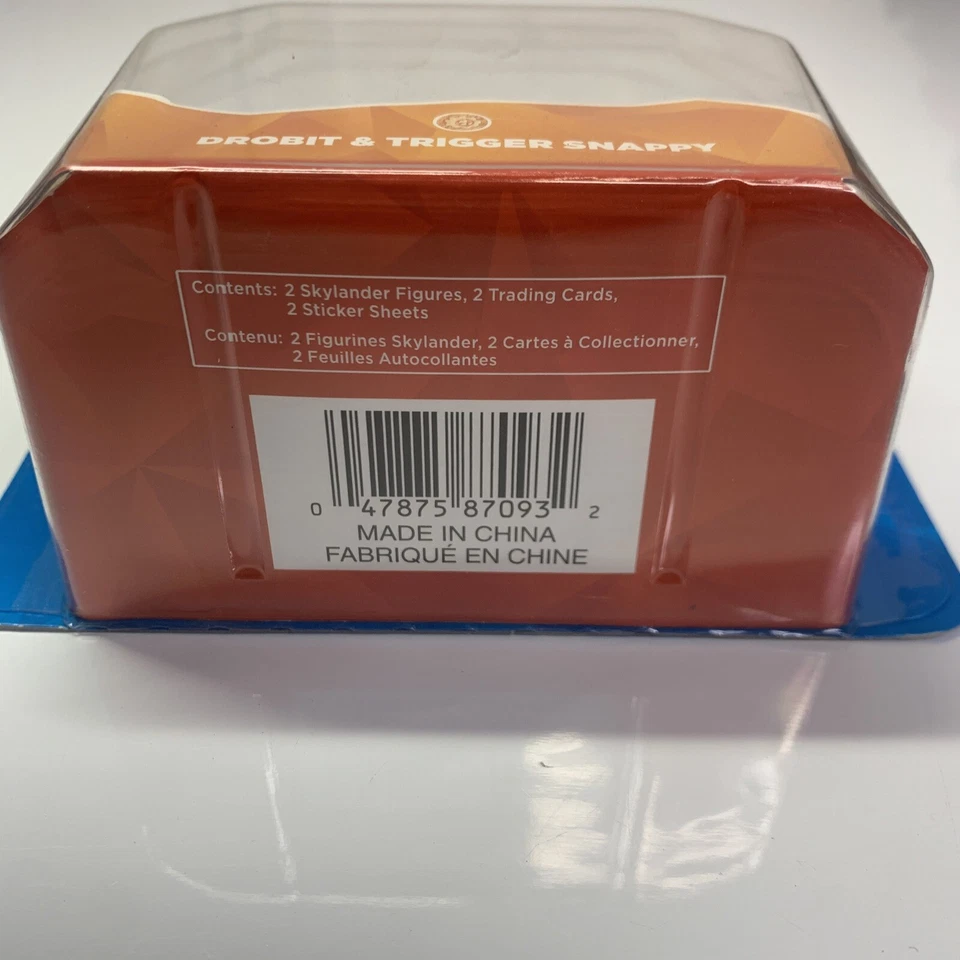 DROBIT & TRIGGER SNAPPY
Contents: 2 Skylander Figures, 2 Trading Cards,
2 Sticker Sheets
Contenu: 2 Figurines Skylander, 2 Cartes à Collectionner,
2 Feuilles Autocollantes
0 47875 87093 2
MADE IN CHINA
FABRIQUÉ EN CHINE